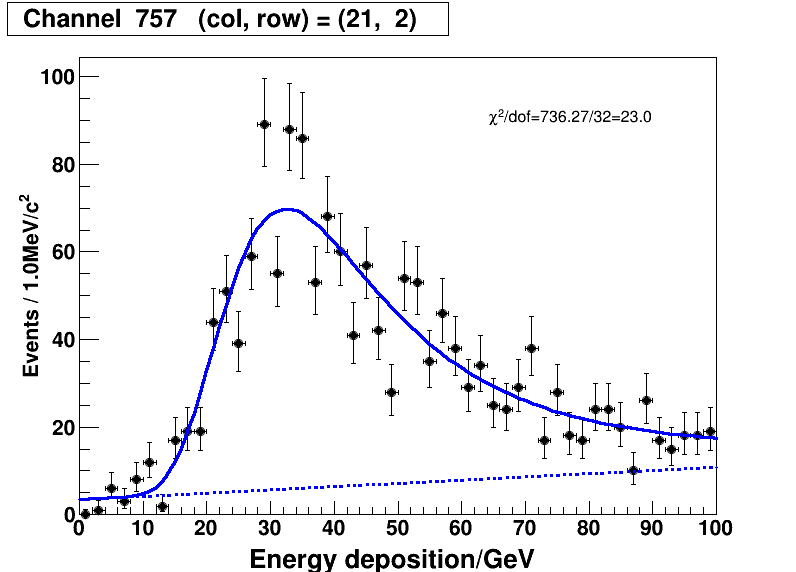 Channel 757 (col, row) = (21, 2)
χ²/dof=736.27/32=23.0
Events / 1.0MeV/c²
100
80
60
40
20
0
0 10 20 30 40 50 60 70 80 90 100
Energy deposition/GeV